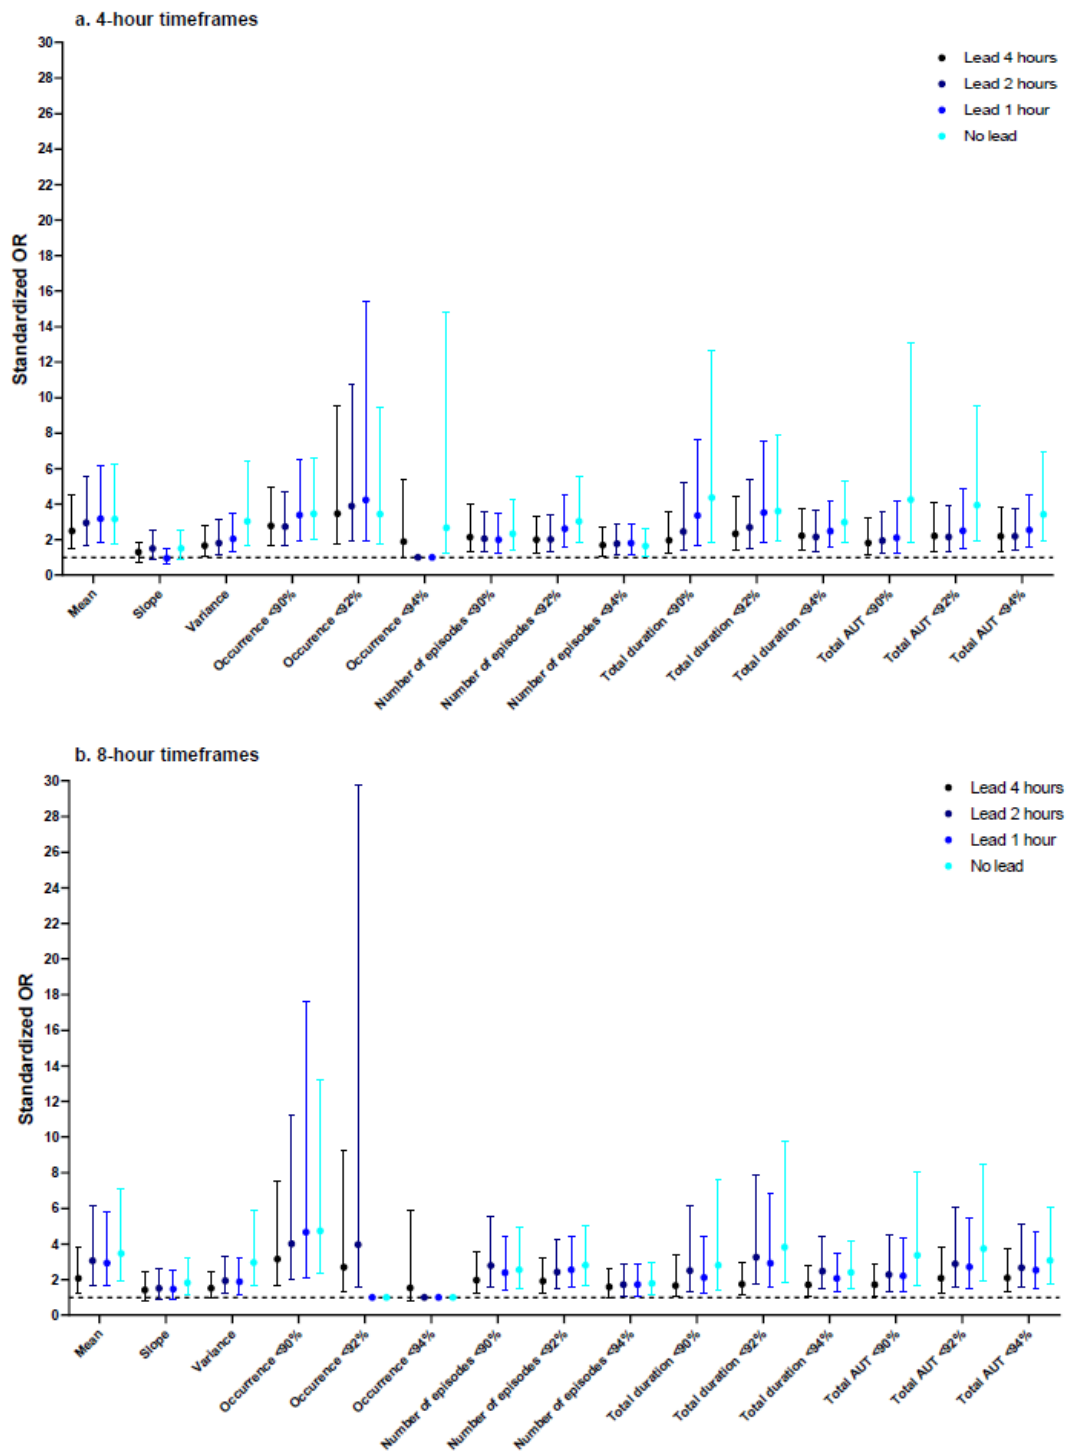 a. 4-hour timeframes
30
28
26
24
22
20
18
16
14
12
10
8
6
4
2
0
Standardized OR
Lead 4 hours
Lead 2 hours
Lead 1 hour
No lead
Mean
Slope
Variance
Occurrence <90%
Occurence <92%
Occurrence <94%
Number of episodes <90%
Number of episodes <92%
Number of episodes <94%
Total duration <90%
Total duration <92%
Total duration <94%
Total AUT <90%
Total AUT <92%
Total AUT <94%
b. 8-hour timeframes
30
28
26
24
22
20
18
16
14
12
10
8
6
4
2
0
Standardized OR
Lead 4 hours
Lead 2 hours
Lead 1 hour
No lead
Mean
Slope
Variance
Occurrence <90%
Occurence <92%
Occurrence <94%
Number of episodes <90%
Number of episodes <92%
Number of episodes <94%
Total duration <90%
Total duration <92%
Total duration <94%
Total AUT <90%
Total AUT <92%
Total AUT <94%